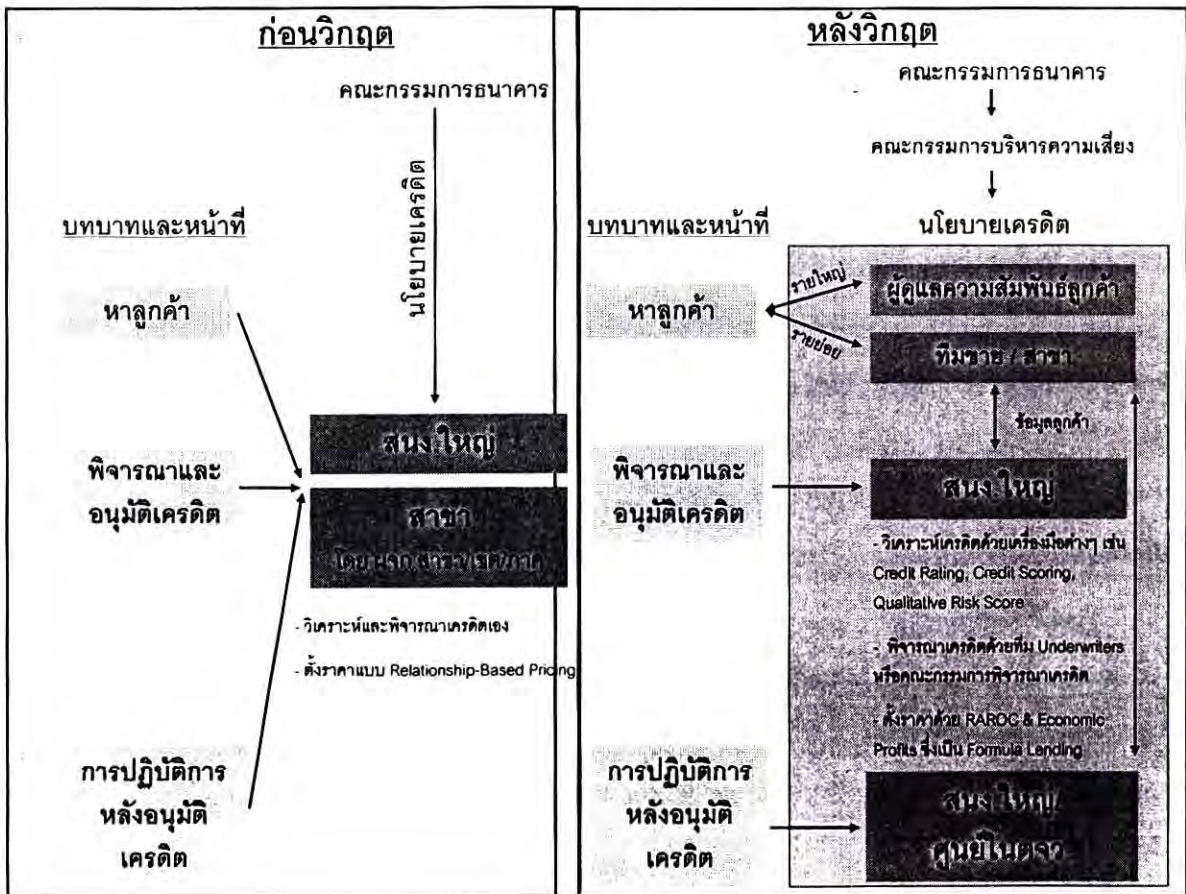 ก่อนวิกฤต
คณะกรรมการธนาคาร
นโยบายเครดิต
บทบาทและหน้าที่
หาลูกค้า
พิจารณาและ
อนุมัติเครดิต
การปฏิบัติการ
หลังอนุมัติ
เครดิต
สนง.ใหญ่
สาขา
โดย ผจก.สาขา/เขต/ภาค
- วิเคราะห์และพิจารณาเครดิตเอง
- ตั้งราคาแบบ Relationship-Based Pricing
หลังวิกฤต
คณะกรรมการธนาคาร
คณะกรรมการบริหารความเสี่ยง
นโยบายเครดิต
บทบาทและหน้าที่
หาลูกค้า
รายใหญ่
รายย่อย
ผู้ดูแลความสัมพันธ์ลูกค้า
ทีมขาย / สาขา
ข้อมูลลูกค้า
พิจารณาและ
อนุมัติเครดิต
สนง.ใหญ่
- วิเคราะห์เครดิตด้วยเครื่องมือต่างๆ เช่น
Credit Rating, Credit Scoring,
Qualitative Risk Score
- พิจารณาเครดิตด้วยทีม Underwriters
หรือคณะกรรมการพิจารณาเครดิต
- ตั้งราคาด้วย RAROC & Economic
Profits ซึ่งเป็น Formula Lending
การปฏิบัติการ
หลังอนุมัติ
เครดิต
สนง.ใหญ่/
ศูนย์ในตจว